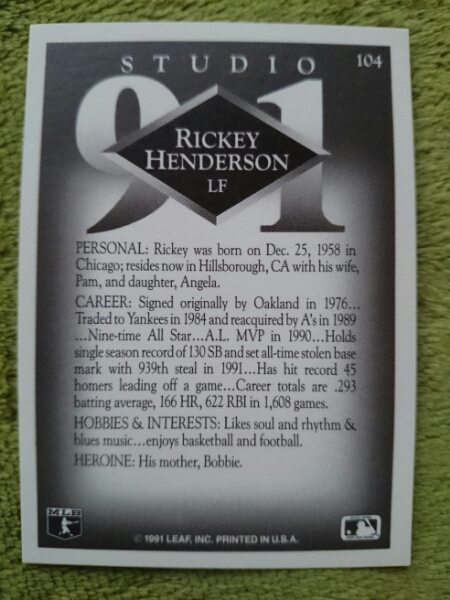 STUDIO 104
91
RICKEY
HENDERSON
LF
PERSONAL: Rickey was born on Dec. 25, 1958 in
Chicago; resides now in Hillsborough, CA with his wife,
Pam, and daughter, Angela.
CAREER: Signed originally by Oakland in 1976...
Traded to Yankees in 1984 and reacquired by A's in 1989
...Nine-time All Star...A.L. MVP in 1990...Holds
single season record of 130 SB and set all-time stolen base
mark with 939th steal in 1991...Has hit record 45
homers leading off a game...Career totals are .293
batting average, 166 HR, 622 RBI in 1,608 games.
HOBBIES & INTERESTS: Likes soul and rhythm &
blues music...enjoys basketball and football.
HEROINE: His mother, Bobbie.
MLB
© 1991 LEAF, INC. PRINTED IN U.S.A.